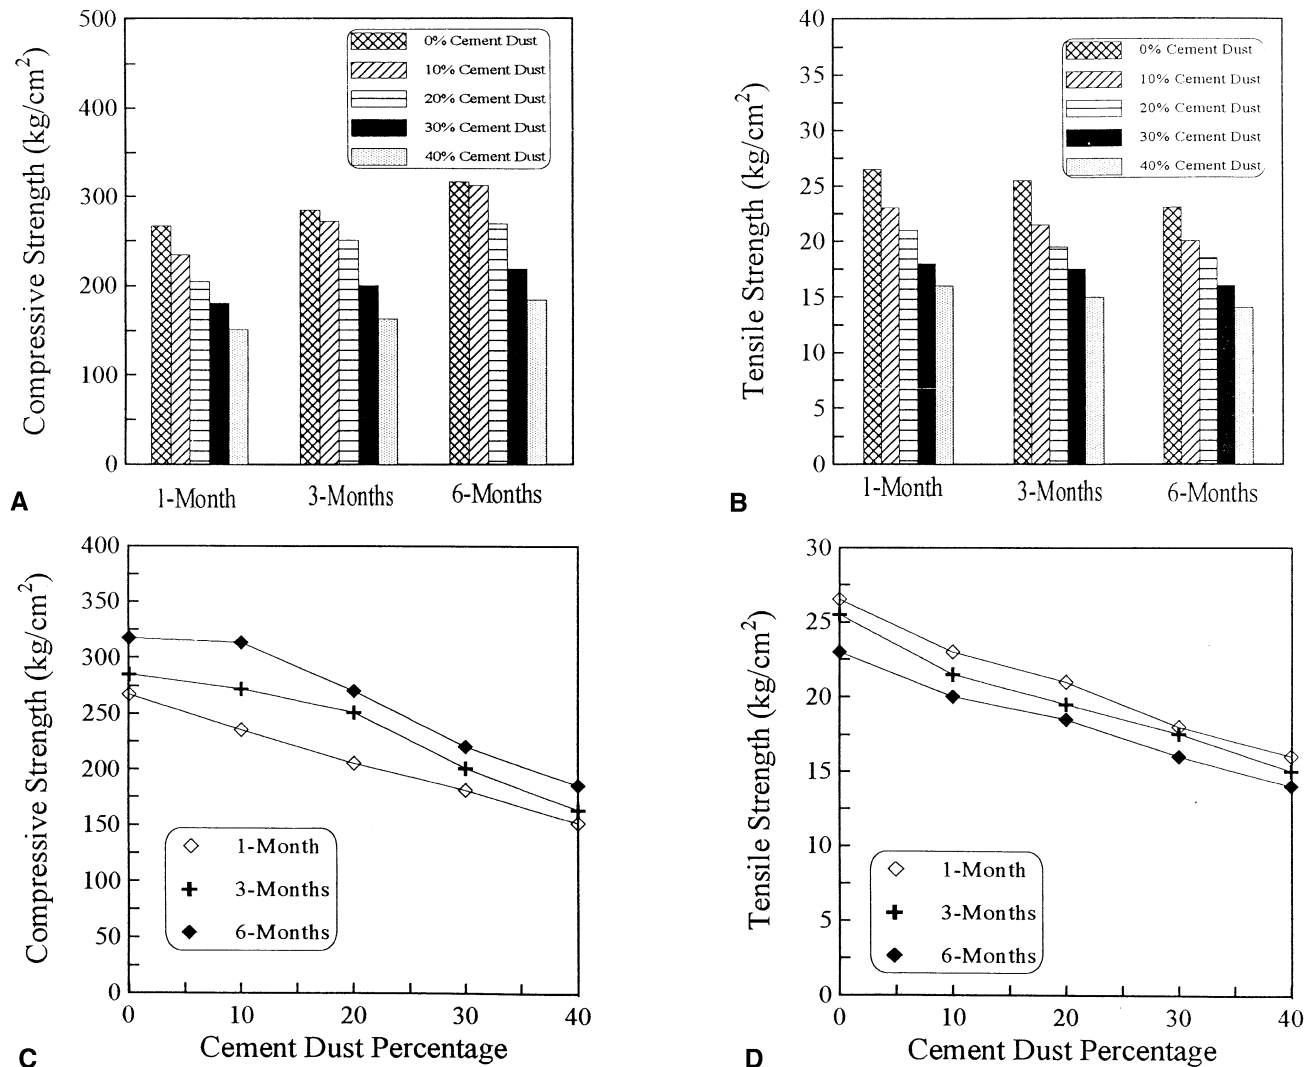 Compressive Strength (kg/cm²)
500
400
300
200
100
0
0% Cement Dust
10% Cement Dust
20% Cement Dust
30% Cement Dust
40% Cement Dust
1-Month
3-Months
6-Months
A
Tensile Strength (kg/cm²)
40
35
30
25
20
15
10
5
0
0% Cement Dust
10% Cement Dust
20% Cement Dust
30% Cement Dust
40% Cement Dust
1-Month
3-Months
6-Months
B
Compressive Strength (kg/cm²)
400
350
300
250
200
150
100
50
0
1-Month
3-Months
6-Months
0 10 20 30 40
Cement Dust Percentage
C
Tensile Strength (kg/cm²)
30
25
20
15
10
5
0
1-Month
3-Months
6-Months
0 10 20 30 40
Cement Dust Percentage
D